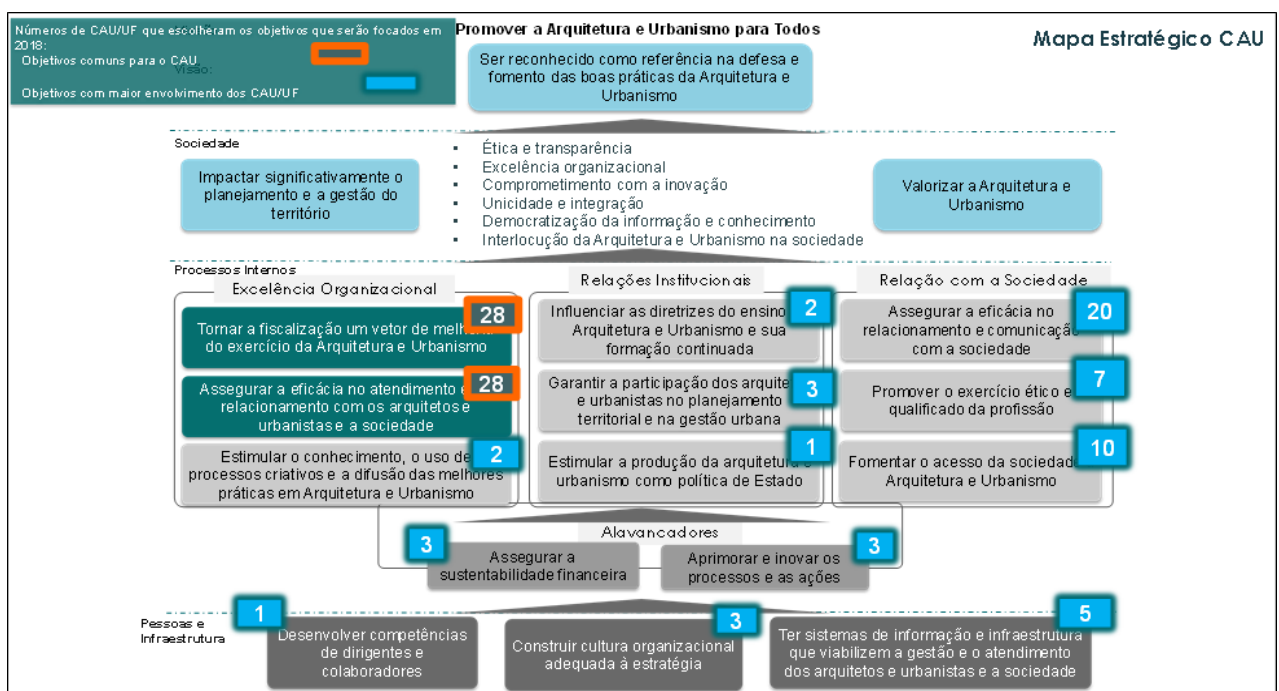 Números de CAU/UF que escolheram os objetivos que serão focados em
2018:
Objetivos comuns para o CAU
Visão:
Objetivos com maior envolvimento dos CAU/UF
Promover a Arquitetura e Urbanismo para Todos
Mapa Estratégico CAU
Ser reconhecido como referência na defesa e
fomento das boas práticas da Arquitetura e
Urbanismo
Sociedade
Impactar significativamente o
planejamento e a gestão do
território
▪ Ética e transparência
▪ Excelência organizacional
▪ Comprometimento com a inovação
▪ Unicidade e integração
▪ Democratização da informação e conhecimento
▪ Interlocução da Arquitetura e Urbanismo na sociedade
Valorizar a Arquitetura e
Urbanismo
Processos Internos
Excelência Organizacional
28
Tornar a fiscalização um vetor de
do exercício da Arquitetura e Urbanismo
28
Assegurar a eficácia no atendimento
relacionamento com os arquitetos e
urbanistas e a sociedade
2
Estimular o conhecimento, o uso de
processos criativos e a difusão das melhores
práticas em Arquitetura e Urbanismo
Relações Institucionais
2
Influenciar as diretrizes do ensino
Arquitetura e Urbanismo e sua
formação continuada
3
Garantir a participação dos
e urbanistas no planejamento
territorial e na gestão urbana
1
Estimular a produção da arquitetura
urbanismo como política de Estado
Relação com a Sociedade
20
Assegurar a eficácia no
relacionamento e comunicação
com a sociedade
7
Promover o exercício ético e
qualificado da profissão
10
Fomentar o acesso da sociedade
Arquitetura e Urbanismo
Alavancadores
3
Assegurar a
sustentabilidade financeira
3
Aprimorar e inovar os
processos e as ações
Pessoas e
Infraestrutura
1
Desenvolver competências
de dirigentes e
colaboradores
3
Construir cultura organizacional
adequada à estratégia
5
Ter sistemas de informação e infraestrutura
que viabilizem a gestão e o atendimento
dos arquitetos e urbanistas e a sociedade